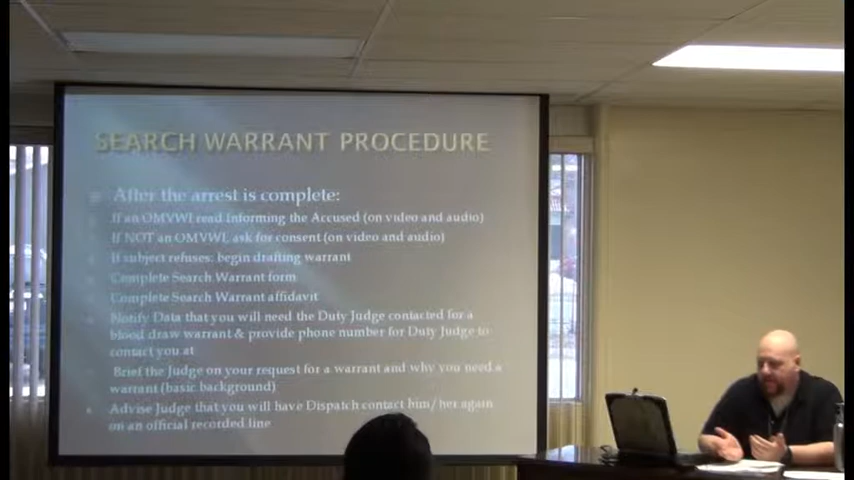 SEARCH WARRANT PROCEDURE
After the arrest is complete:
If an OMVWI read Informing the Accused (on video and audio)
If NOT an OMVWI, ask for consent (on video and audio)
If subject refuses: begin drafting warrant
Complete Search Warrant form
Complete Search Warrant affidavit
Notify Data that you will need the Duty Judge contacted for a
blood draw warrant & provide phone number for Duty Judge to
contact you at
Brief the Judge on your request for a warrant and why you need a
warrant (basic background)
Advise Judge that you will have Dispatch contact him/her again
on an official recorded line